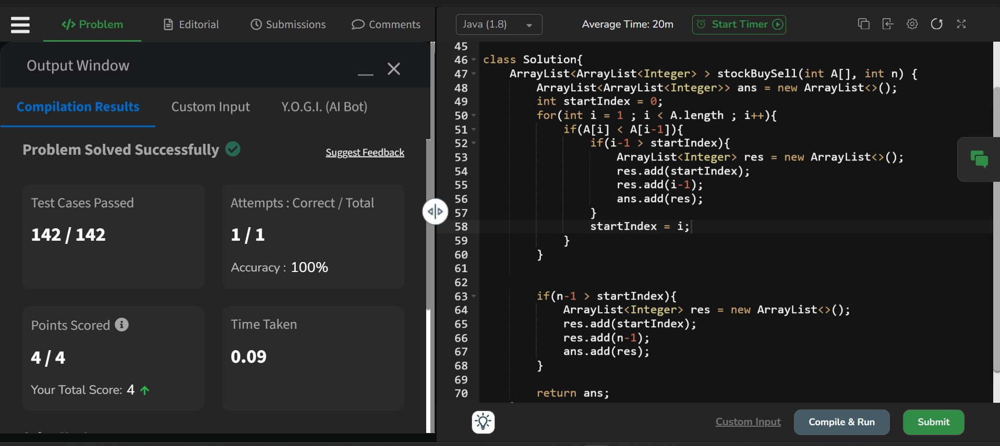 </> Problem
Editorial
Submissions
Comments
Output Window
Compilation Results
Custom Input
Y.O.G.I. (AI Bot)
Problem Solved Successfully
Suggest Feedback
Test Cases Passed
142 / 142
Attempts : Correct / Total
1 / 1
Accuracy : 100%
Points Scored
4 / 4
Your Total Score: 4
Time Taken
0.09
Java (1.8)
Average Time: 20m
Start Timer
45
46 class Solution{
47     ArrayList<ArrayList<Integer> > stockBuySell(int A[], int n) {
48         ArrayList<ArrayList<Integer>> ans = new ArrayList<>();
49         int startIndex = 0;
50         for(int i = 1 ; i < A.length ; i++){
51             if(A[i] < A[i-1]){
52                 if(i-1 > startIndex){
53                     ArrayList<Integer> res = new ArrayList<>();
54                     res.add(startIndex);
55                     res.add(i-1);
56                     ans.add(res);
57                 }
58                 startIndex = i;
59             }
60         }
61
62
63         if(n-1 > startIndex){
64             ArrayList<Integer> res = new ArrayList<>();
65             res.add(startIndex);
66             res.add(n-1);
67             ans.add(res);
68         }
69
70         return ans;
Custom Input
Compile & Run
Submit